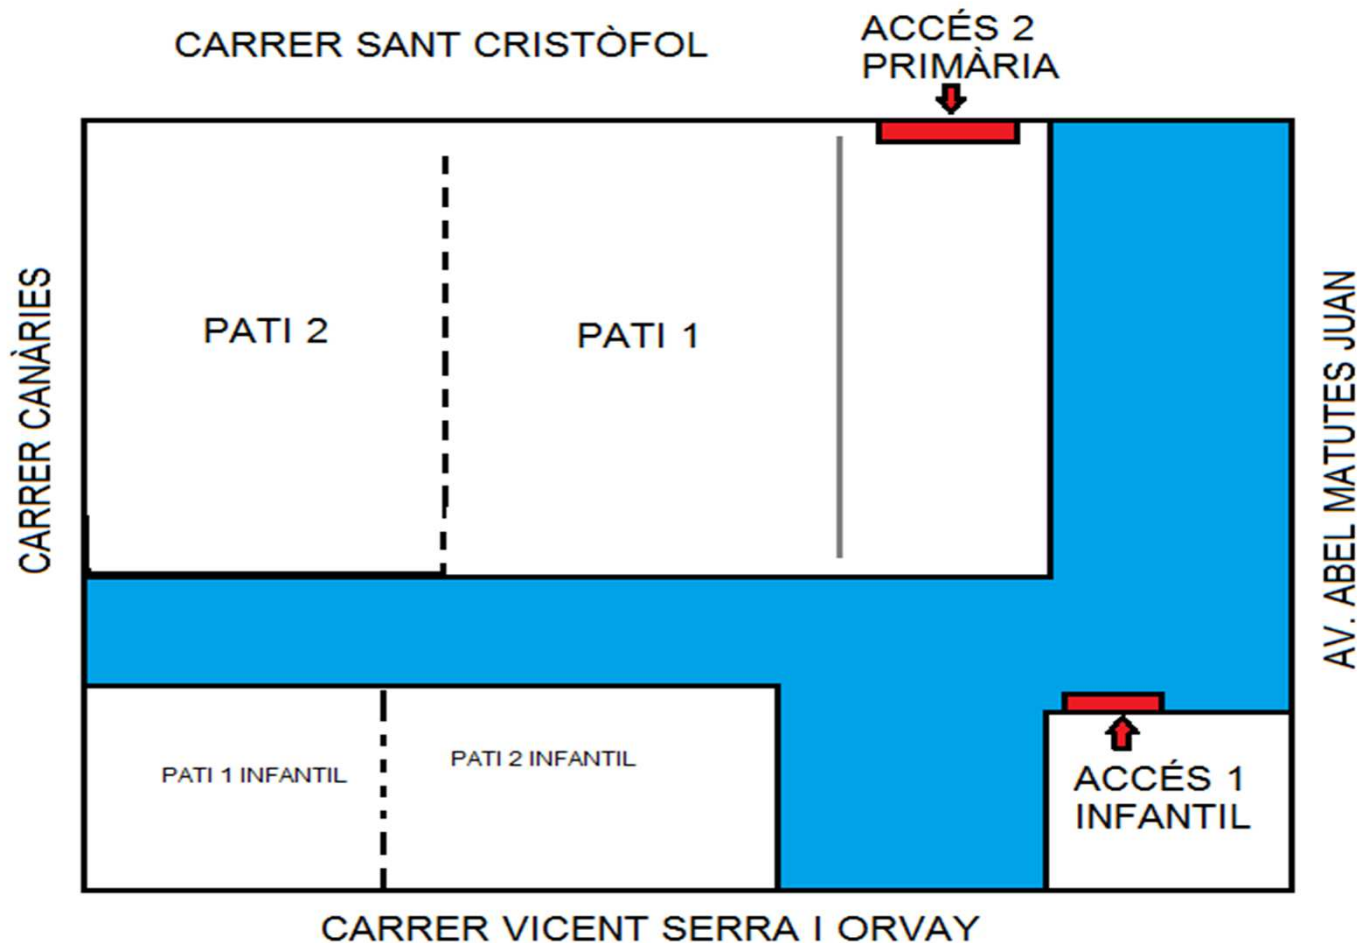 CARRER SANT CRISTÒFOL
ACCÉS 2
PRIMÀRIA
CARRER CANÀRIES
PATI 2
PATI 1
AV. ABEL MATUTES JUAN
PATI 1 INFANTIL
PATI 2 INFANTIL
ACCÉS 1
INFANTIL
CARRER VICENT SERRA I ORVAY